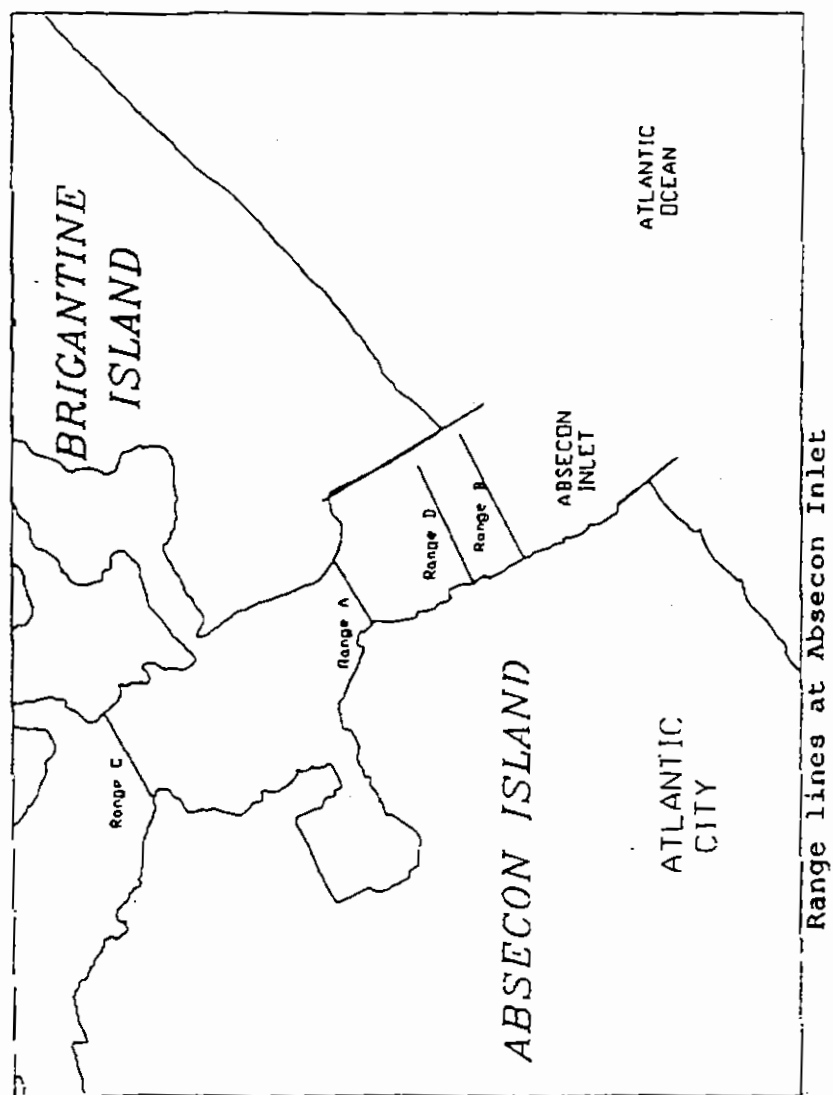 BRIGANTINE
ISLAND
ATLANTIC
OCEAN
Range C
Range A
Range D
Range B
ABSECON
INLET
ABSECON ISLAND
ATLANTIC
CITY
Range lines at Absecon Inlet